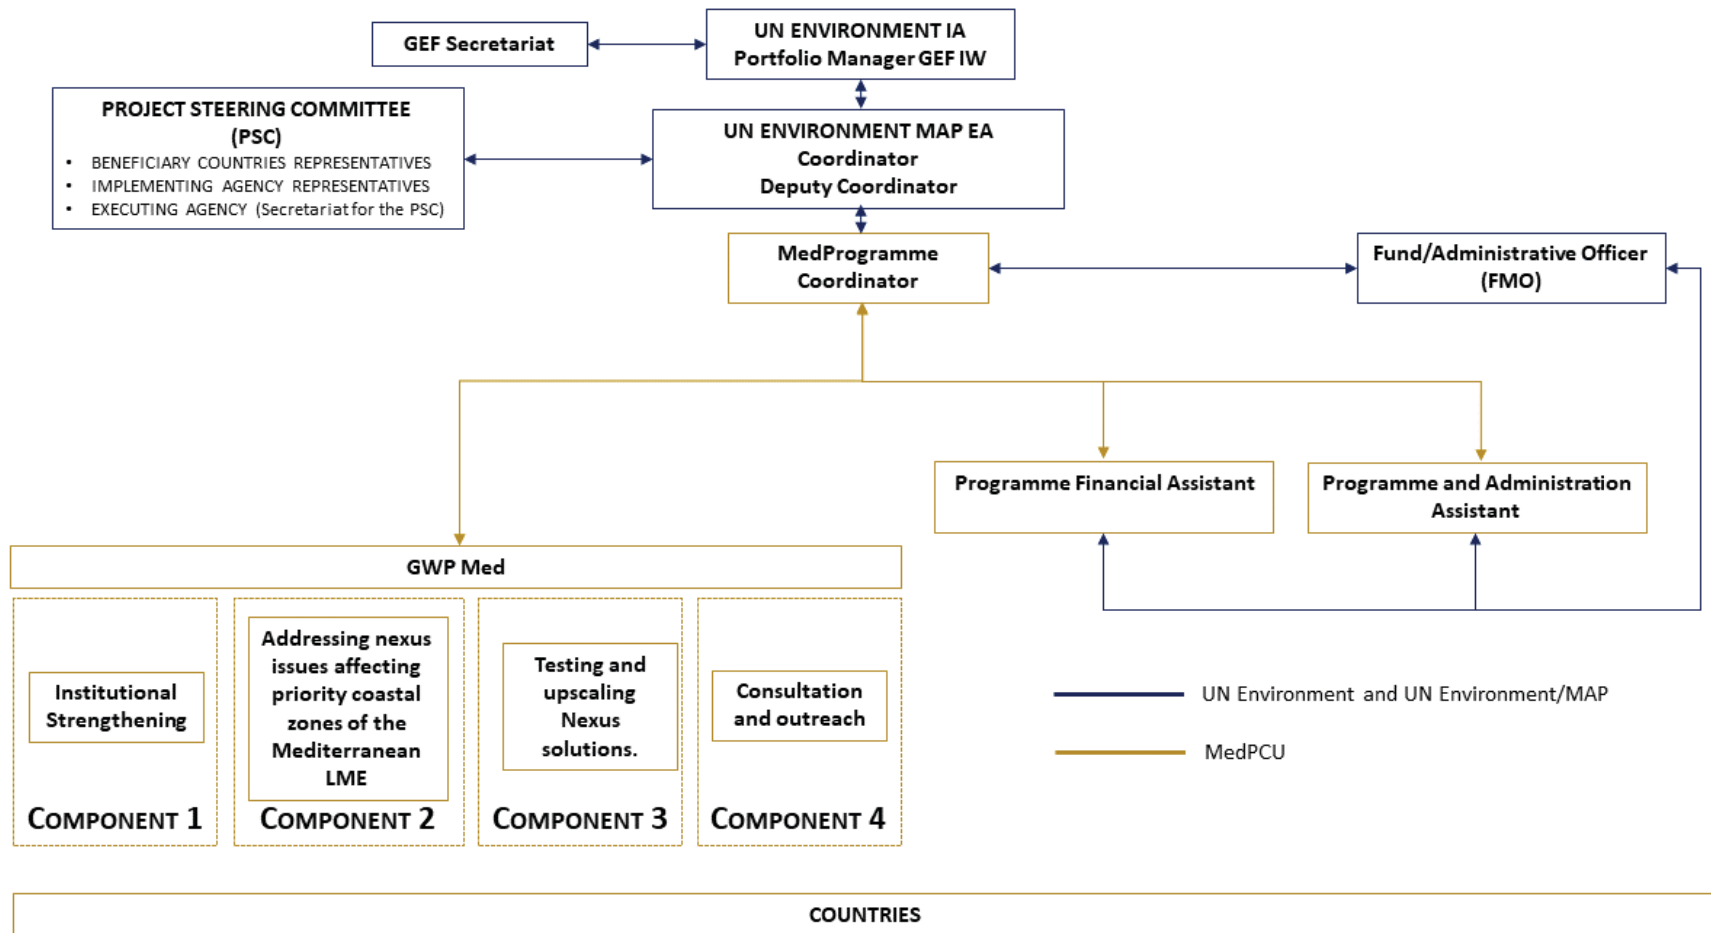 GEF Secretariat
UN ENVIRONMENT IA
Portfolio Manager GEF IW
PROJECT STEERING COMMITTEE
(PSC)
• BENEFICIARY COUNTRIES REPRESENTATIVES
• IMPLEMENTING AGENCY REPRESENTATIVES
• EXECUTING AGENCY (Secretariat for the PSC)
UN ENVIRONMENT MAP EA
Coordinator
Deputy Coordinator
MedProgramme
Coordinator
Fund/Administrative Officer
(FMO)
Programme Financial Assistant
Programme and Administration
Assistant
GWP Med
Institutional
Strengthening
COMPONENT 1
Addressing nexus
issues affecting
priority coastal
zones of the
Mediterranean
LME
COMPONENT 2
Testing and
upscaling
Nexus
solutions.
COMPONENT 3
Consultation
and outreach
COMPONENT 4
UN Environment and UN Environment/MAP
MedPCU
COUNTRIES